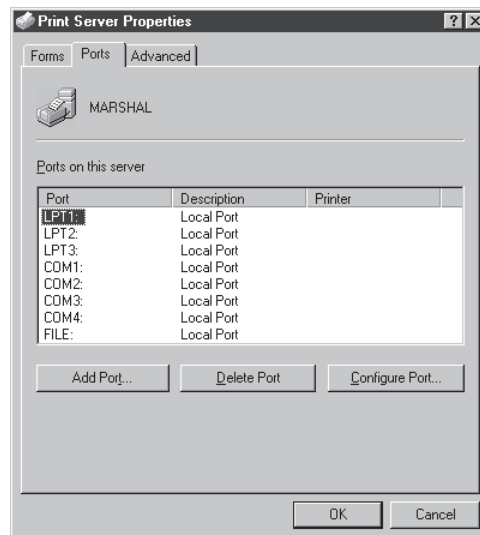 Print Server Properties
Forms Ports Advanced
MARSHAL
Ports on this server
Port Description Printer
LPT1: Local Port
LPT2: Local Port
LPT3: Local Port
COM1: Local Port
COM2: Local Port
COM3: Local Port
COM4: Local Port
FILE: Local Port
Add Port... Delete Port Configure Port...
OK Cancel